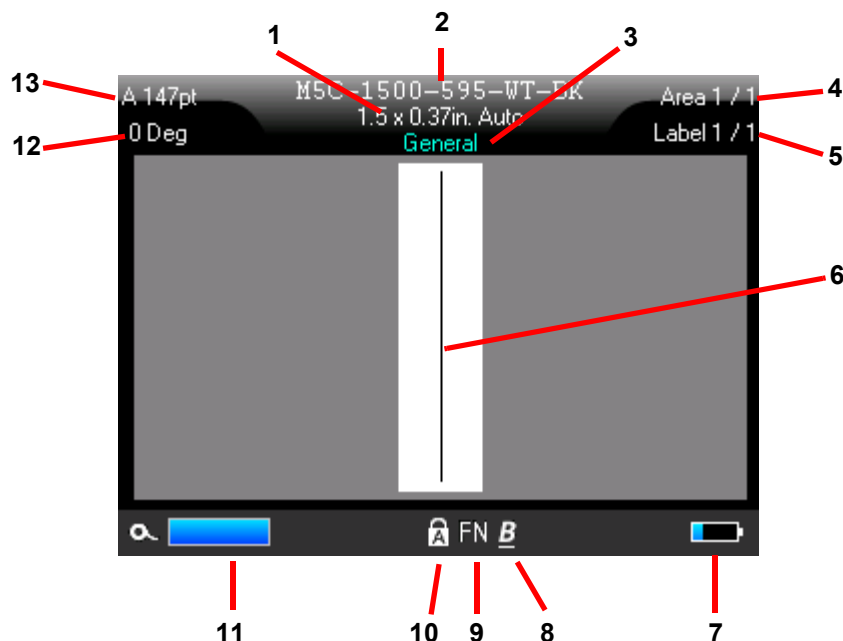 2
1
3
13
A 147pt
M5C-1500-595-WT-BK
Area 1 / 1
4
1.5 x 0.37in. Auto
12
0 Deg
General
Label 1 / 1
5
6
A FN B
11
10
9
8
7